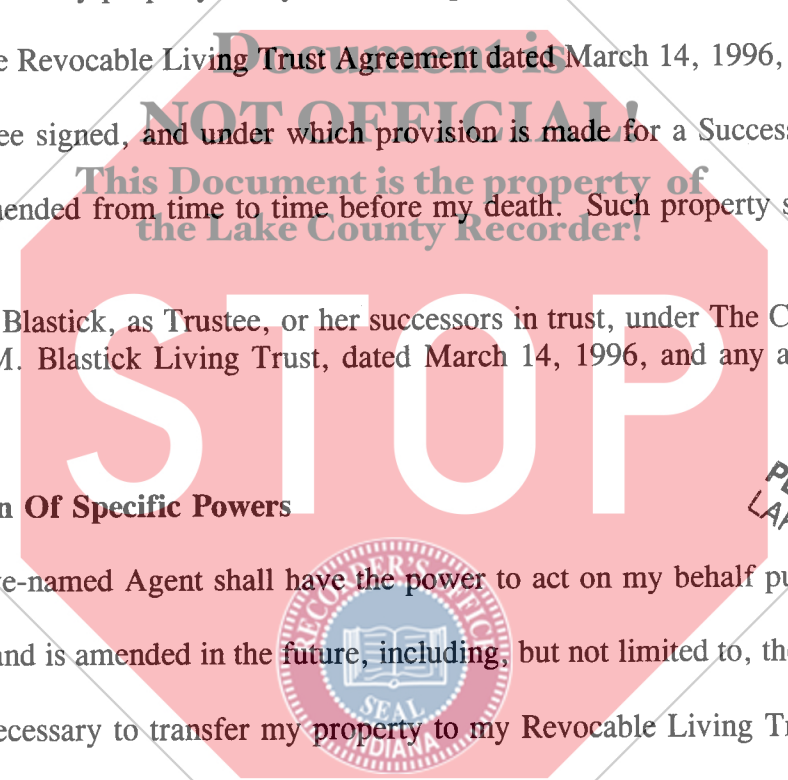 Document is
e Revocable Living Trust Agreement dated March 14, 1996,
NOT OFFICIAL!
ee signed, and under which provision is made for a Success
This Document is the property of
ended from time to time before my death. Such property s
the Lake County Recorder!
Blastick, as Trustee, or her successors in trust, under The C
M. Blastick Living Trust, dated March 14, 1996, and any a
STOP
n Of Specific Powers
e-named Agent shall have the power to act on my behalf pu
RECORDER'S OFFICE
and is amended in the future, including, but not limited to, the
SEAL
ecessary to transfer my property to my Revocable Living Tr
INDIANA